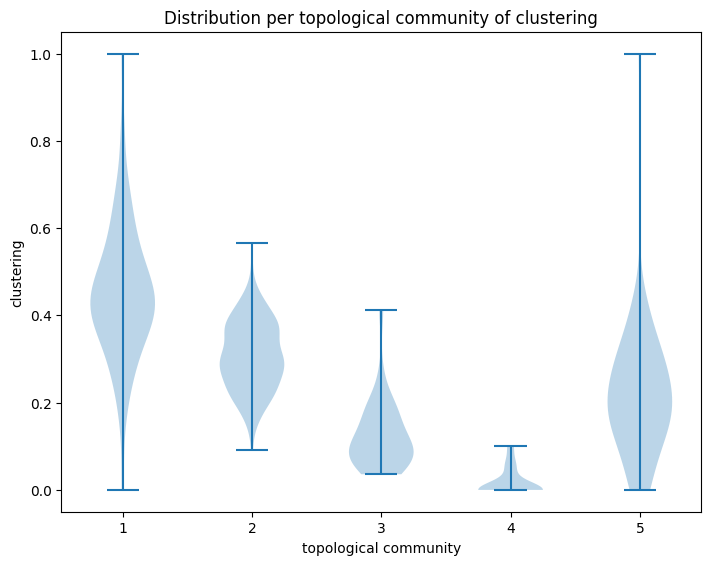 Distribution per topological community of clustering
1.0
0.8
0.6
0.4
0.2
0.0
clustering
1 2 3 4 5
topological community